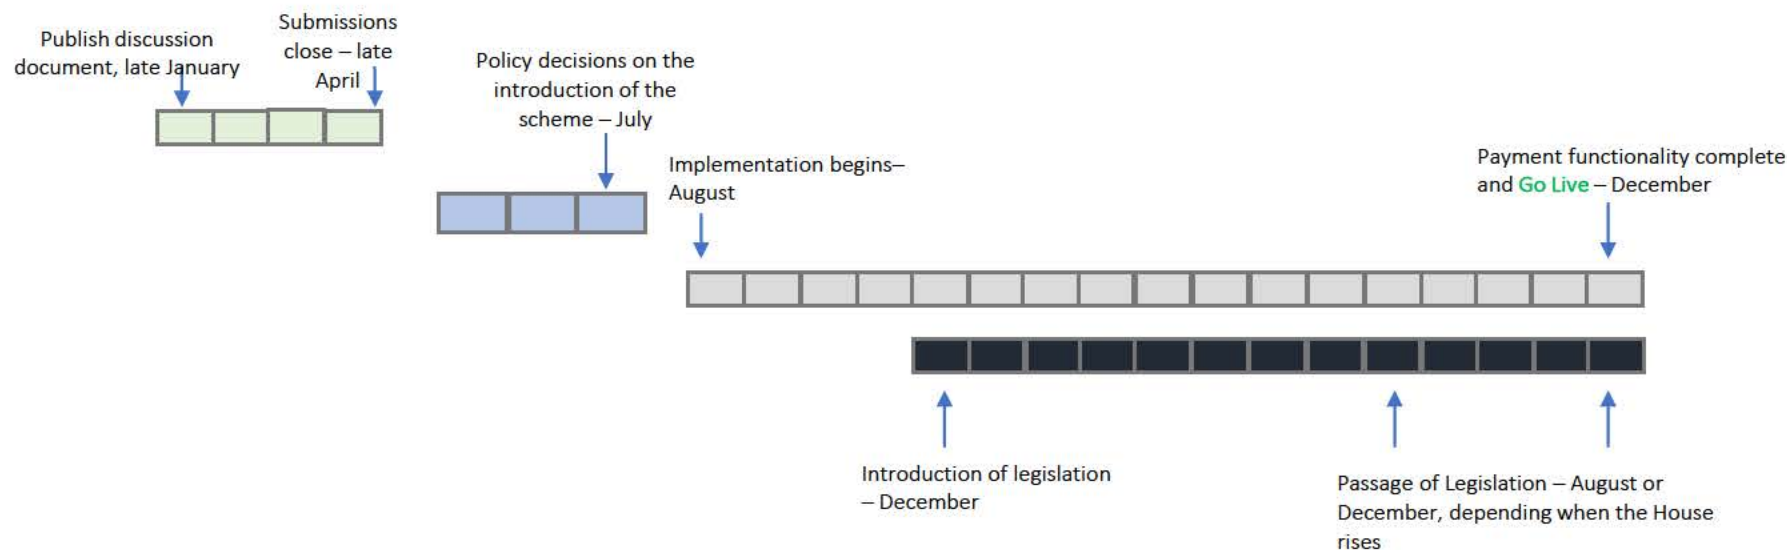 Publish discussion
document, late January
Submissions
close – late
April
Policy decisions on the
introduction of the
scheme – July
Implementation begins–
August
Payment functionality complete
and Go Live – December
Introduction of legislation
– December
Passage of Legislation – August or
December, depending when the House
rises